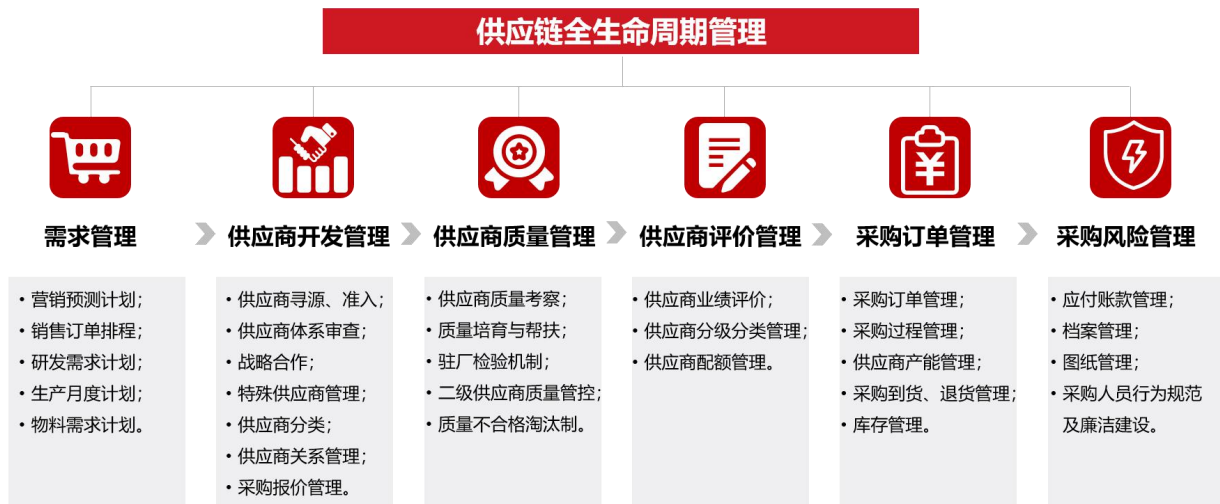 供应链全生命周期管理
需求管理
• 营销预测计划；
• 销售订单排程；
• 研发需求计划；
• 生产月度计划；
• 物料需求计划。
供应商开发管理
• 供应商寻源、准入；
• 供应商体系审查；
• 战略合作；
• 特殊供应商管理；
• 供应商分类；
• 供应商关系管理；
• 采购报价管理。
供应商质量管理
• 供应商质量考察；
• 质量培育与帮扶；
• 驻厂检验机制；
• 二级供应商质量管控；
• 质量不合格淘汰制。
供应商评价管理
• 供应商业绩评价；
• 供应商分级分类管理；
• 供应商配额管理。
¥
采购订单管理
• 采购订单管理；
• 采购过程管理；
• 供应商产能管理；
• 采购到货、退货管理；
• 库存管理。
采购风险管理
• 应付账款管理；
• 档案管理；
• 图纸管理；
• 采购人员行为规范
及廉洁建设。